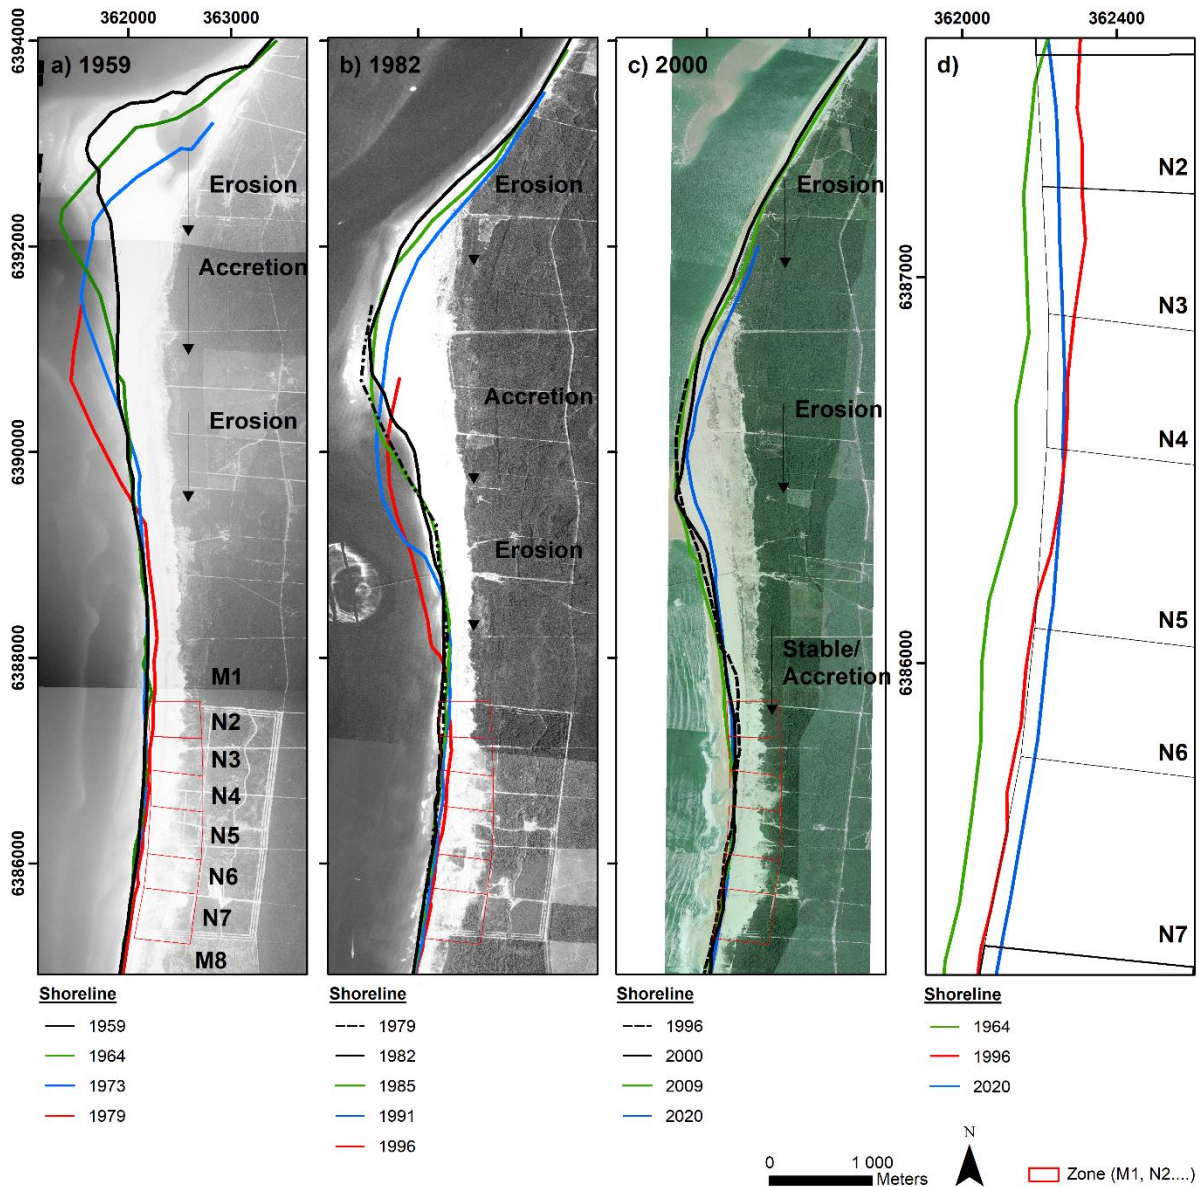 362000 363000
362000 362400
6394000
6392000
6390000
6388000
6386000
a) 1959
Erosion
Accretion
Erosion
M1
N2
N3
N4
N5
N6
N7
M8
b) 1982
Erosion
Accretion
Erosion
c) 2000
Erosion
Erosion
Stable/
Accretion
d)
6387000
6386000
N2
N3
N4
N5
N6
N7
Shoreline
1959
1964
1973
1979
Shoreline
1979
1982
1985
1991
1996
Shoreline
1996
2000
2009
2020
Shoreline
1964
1996
2020
0 1 000
Meters
N
Zone (M1, N2....)